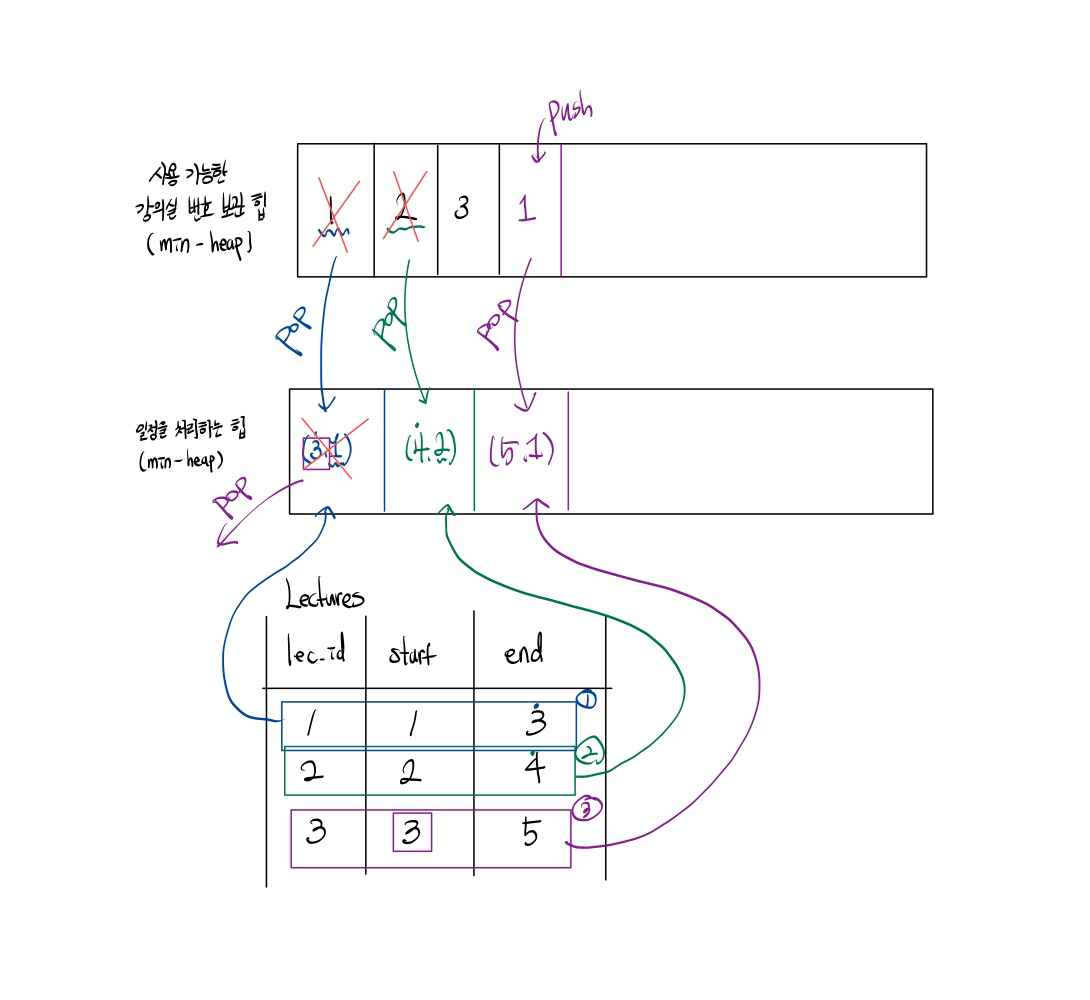 push
사용 가능한
강의실 번호 보관 힙
(min-heap)
1 2 3 1
pop pop pop
일정을 처리하는 힙
(min-heap)
(3.1) (4.2) (5.1)
pop
Lectures
lec_id start end
1 1 3 ①
2 2 4 ②
3 3 5 ③